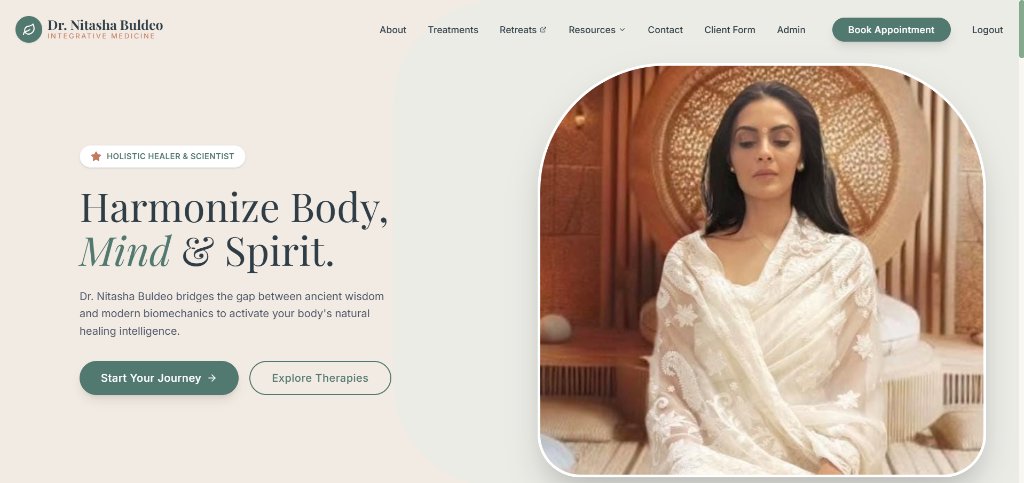 Dr. Nitasha Buldeo
INTEGRATIVE MEDICINE
About
Treatments
Retreats
Resources
Contact
Client Form
Admin
Book Appointment
Logout
HOLISTIC HEALER & SCIENTIST
Harmonize Body,
Mind & Spirit.
Dr. Nitasha Buldeo bridges the gap between ancient wisdom
and modern biomechanics to activate your body's natural
healing intelligence.
Start Your Journey →
Explore Therapies